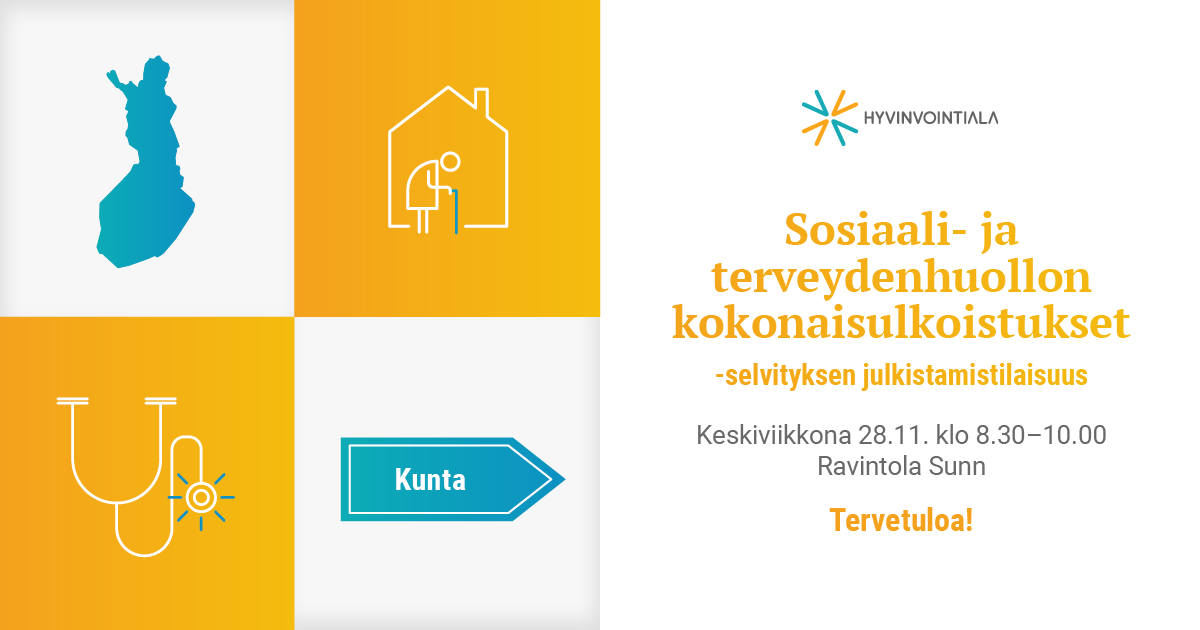 Kunta
HYVINVOINTIALA
Sosiaali- ja
terveydenhuollon
kokonaisulkoistukset
-selvityksen julkistamistilaisuus
Keskiviikkona 28.11. klo 8.30–10.00
Ravintola Sunn
Tervetuloa!